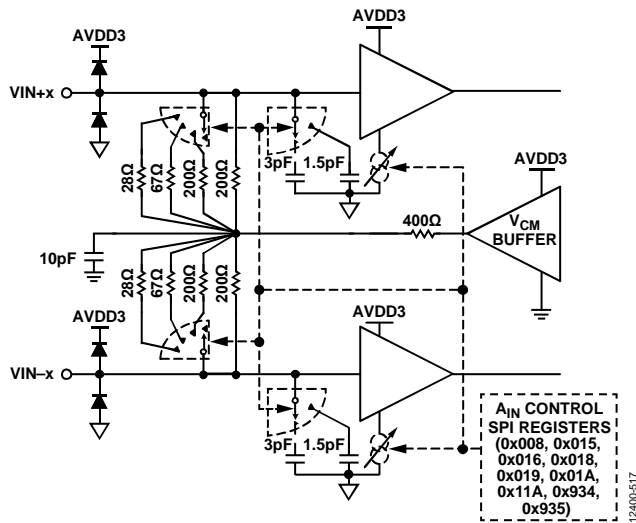 AVDD3
AVDD3
VIN+x
28Ω
67Ω
200Ω
200Ω
3pF
1.5pF
AVDD3
400Ω
VCM
BUFFER
10pF
28Ω
67Ω
200Ω
200Ω
AVDD3
AVDD3
VIN–x
3pF
1.5pF
AIN CONTROL
SPI REGISTERS
(0x008, 0x015,
0x016, 0x018,
0x019, 0x01A,
0x11A, 0x934,
0x935)
12400-517